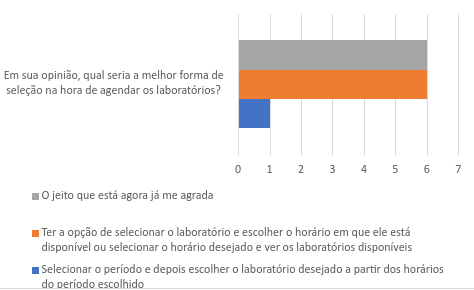 Em sua opinião, qual seria a melhor forma de
seleção na hora de agendar os laboratórios?
0 1 2 3 4 5 6 7
O jeito que está agora já me agrada
Ter a opção de selecionar o laboratório e escolher o horário em que ele está
disponível ou selecionar o horário desejado e ver os laboratórios disponíveis
Selecionar o período e depois escolher o laboratório desejado a partir dos horários
do período escolhido